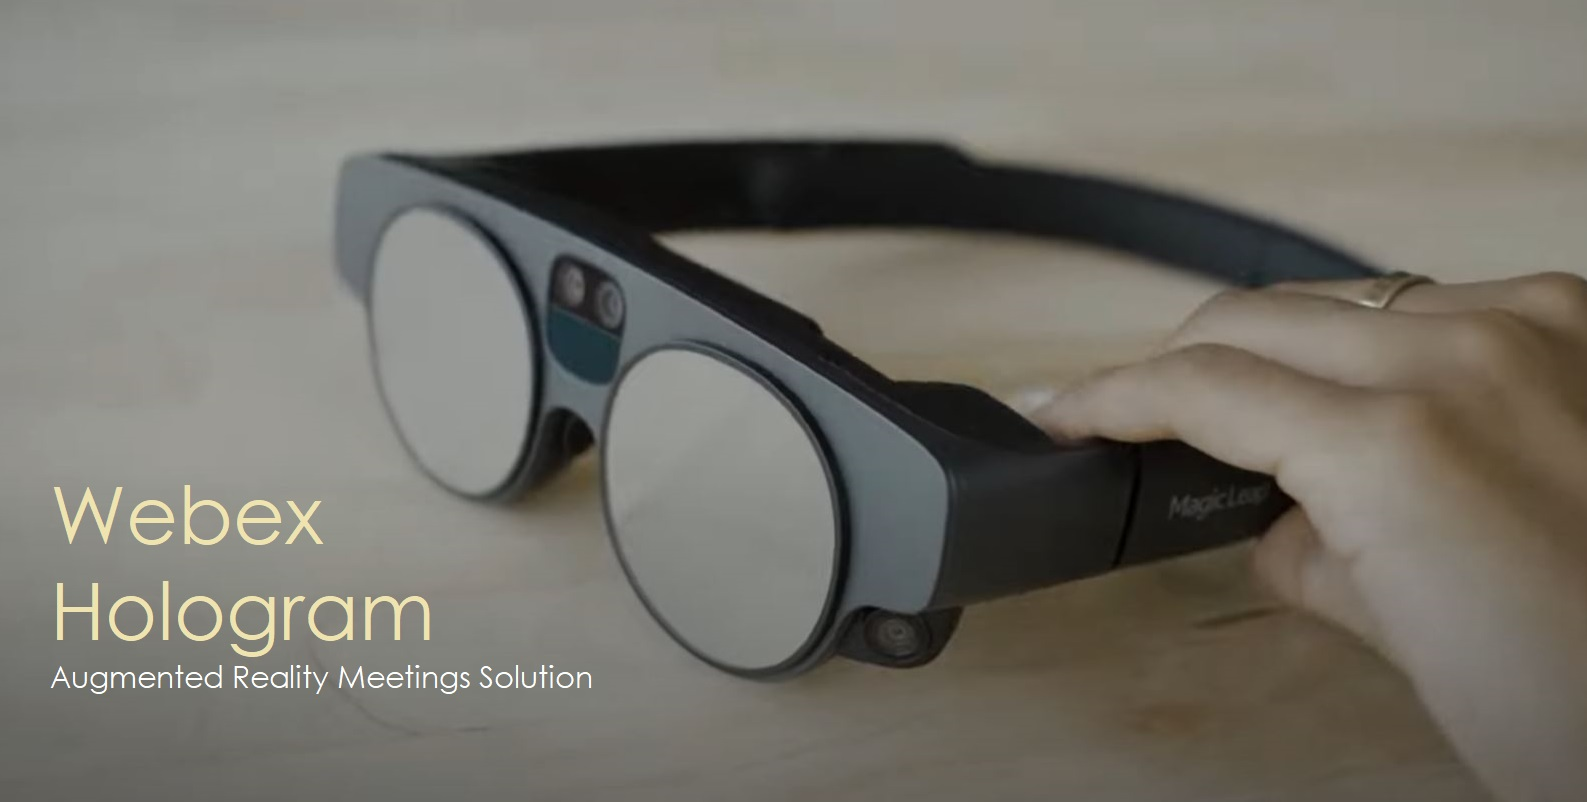 Webex
Hologram
Augmented Reality Meetings Solution
Magic Leap